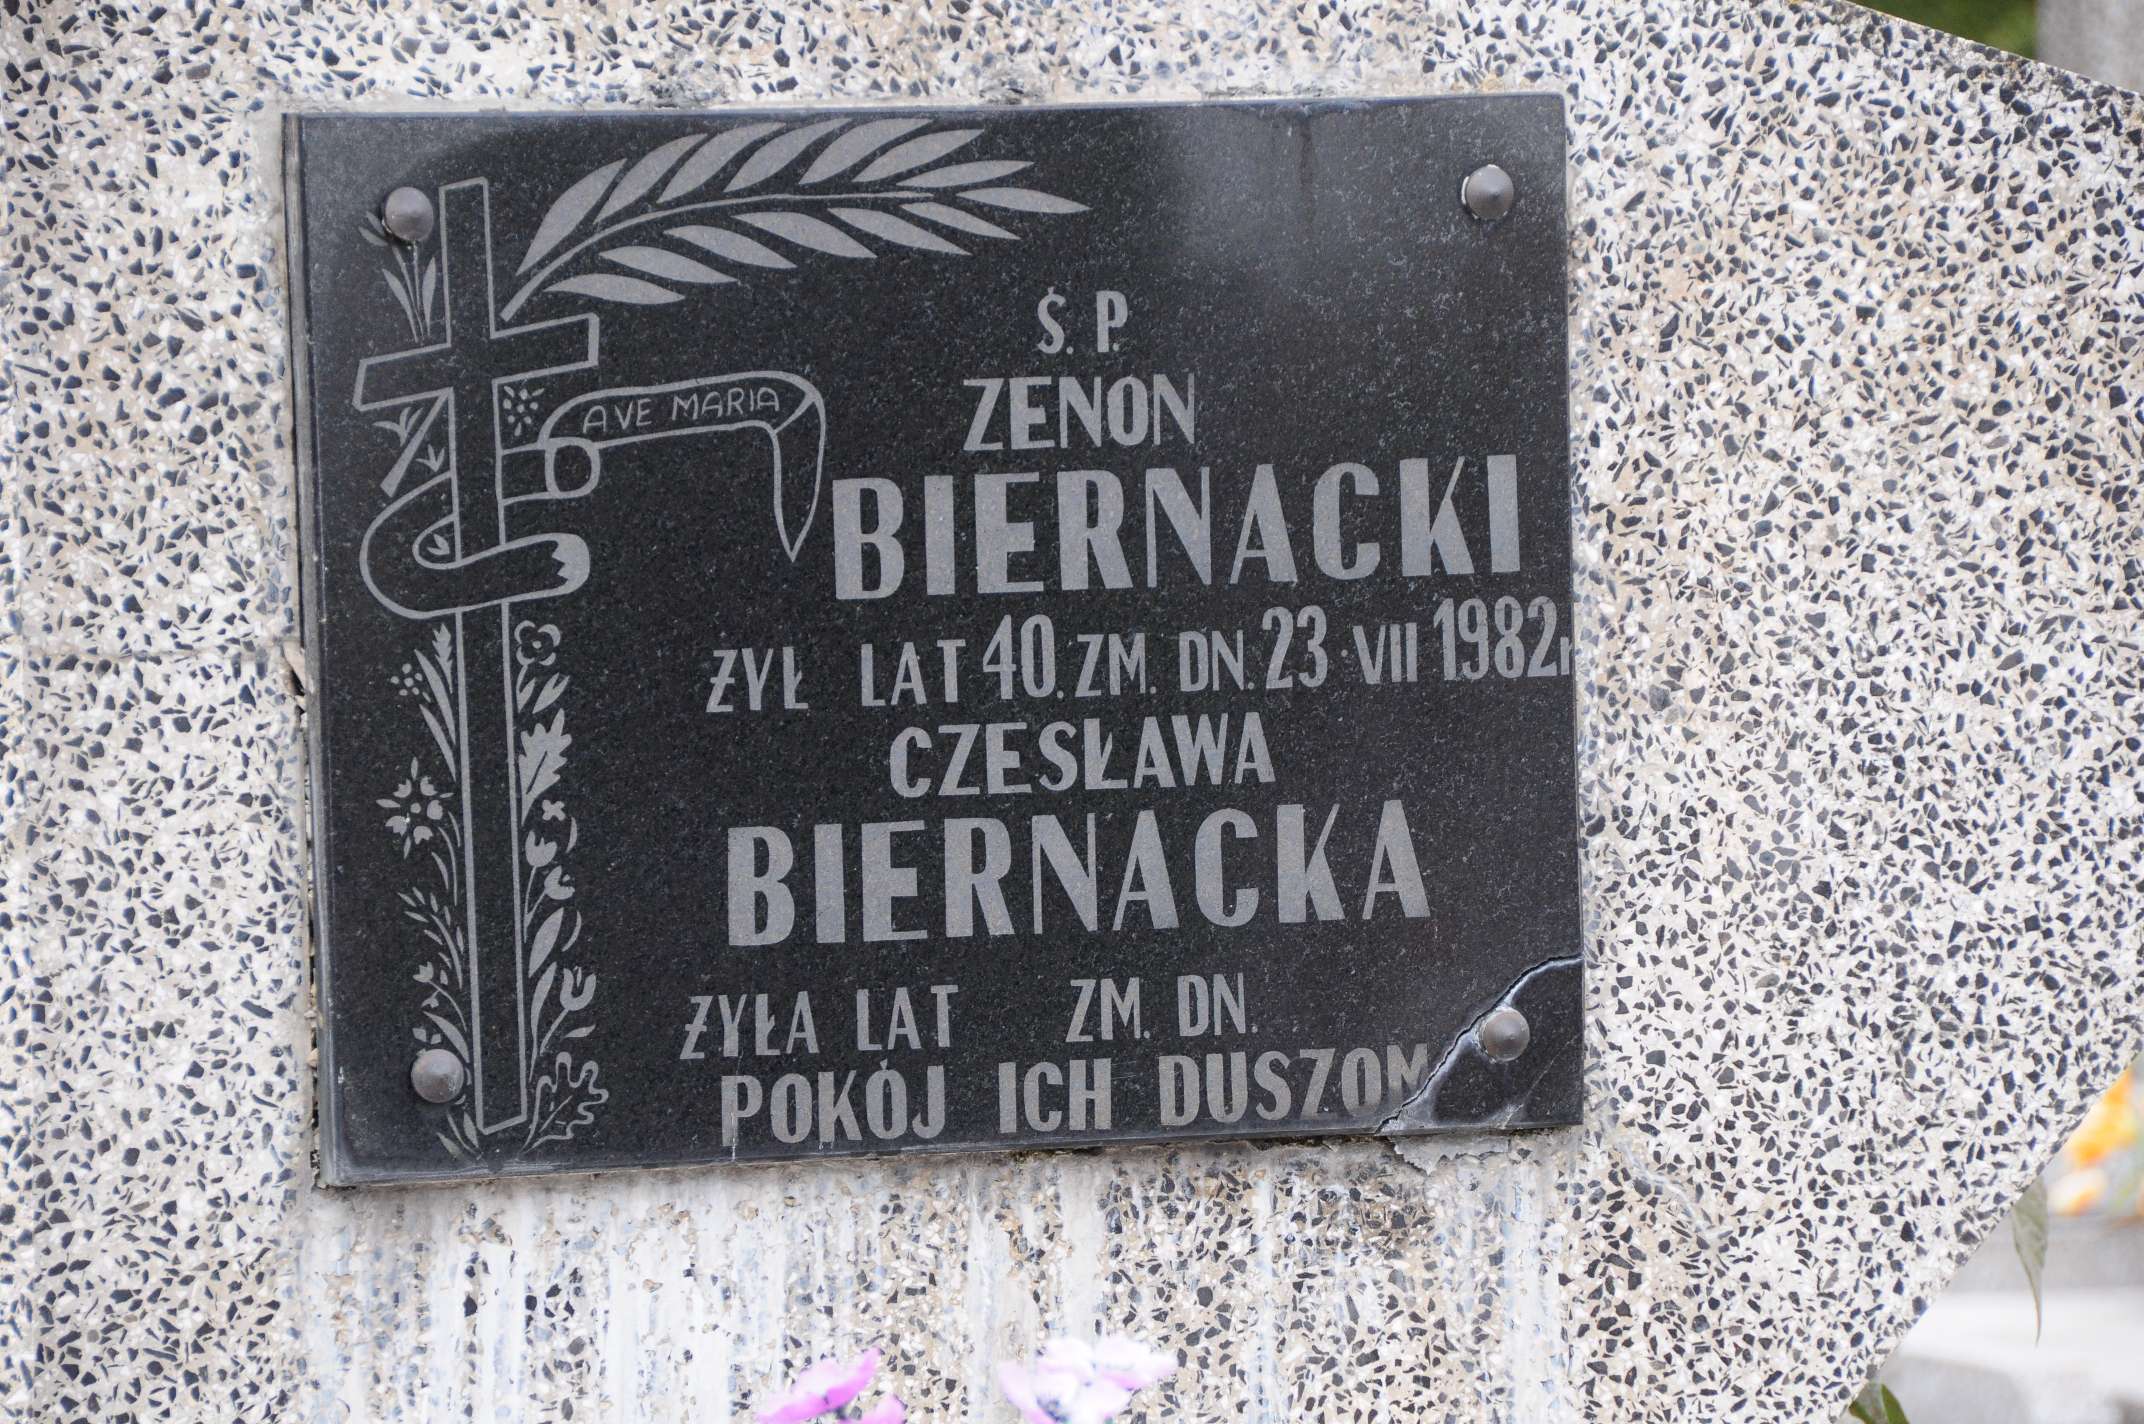 AVE MARIA
Ś. P.
ZENON
BIERNACKI
ŻYŁ LAT 40. ZM. DN. 23 · VII 1982r
CZESŁAWA
BIERNACKA
ŻYŁA LAT ZM. DN.
POKÓJ ICH DUSZOM